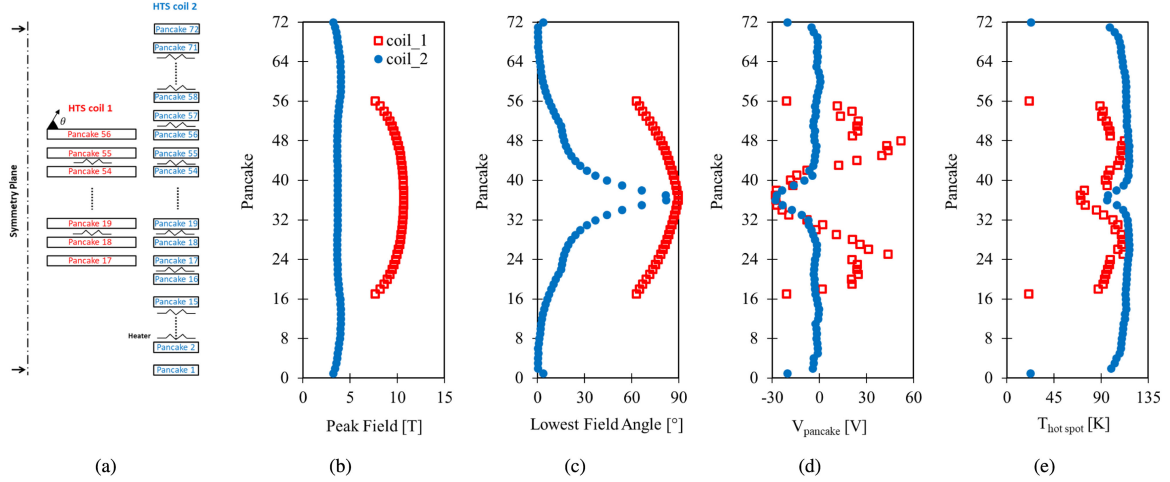 HTS coil 2
Pancake 72
Pancake 71
Pancake 58
HTS coil 1
θ
Pancake 57
Pancake 56
Pancake 56
Pancake 55
Pancake 55
Pancake 54
Pancake 54
Symmetry Plane
Pancake 19
Pancake 19
Pancake 18
Pancake 18
Pancake 17
Pancake 17
Pancake 16
Pancake 15
Heater
Pancake 2
Pancake 1
(a)
72
64
56
48
40
32
24
16
8
0
Pancake
coil_1
coil_2
0 5 10 15
Peak Field [T]
(b)
72
64
56
48
40
32
24
16
8
0
Pancake
0 30 60 90
Lowest Field Angle [°]
(c)
72
64
56
48
40
32
24
16
8
0
Pancake
-30 0 30 60
Vpancake [V]
(d)
72
64
56
48
40
32
24
16
8
0
Pancake
0 45 90 135
Thot spot [K]
(e)